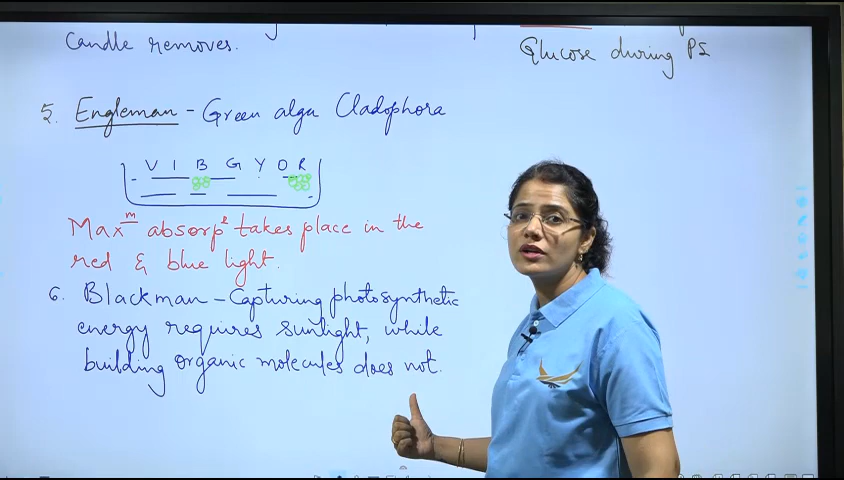 Candle removes.
Glucose during PS
5. Engleman - Green alga Cladophora
V I B G Y O R
Max^m absorp^n takes place in the
red & blue light.
6. Blackman - Capturing photosynthetic
energy requires sunlight, while
building organic molecules does not.